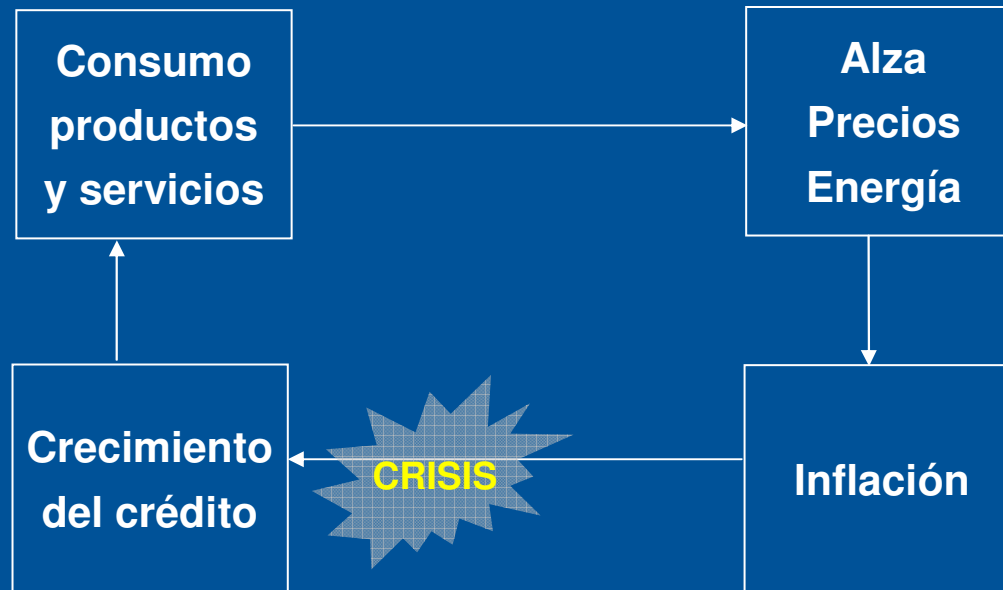 Consumo
productos
y servicios
Alza
Precios
Energía
Crecimiento
del crédito
CRISIS
Inflación